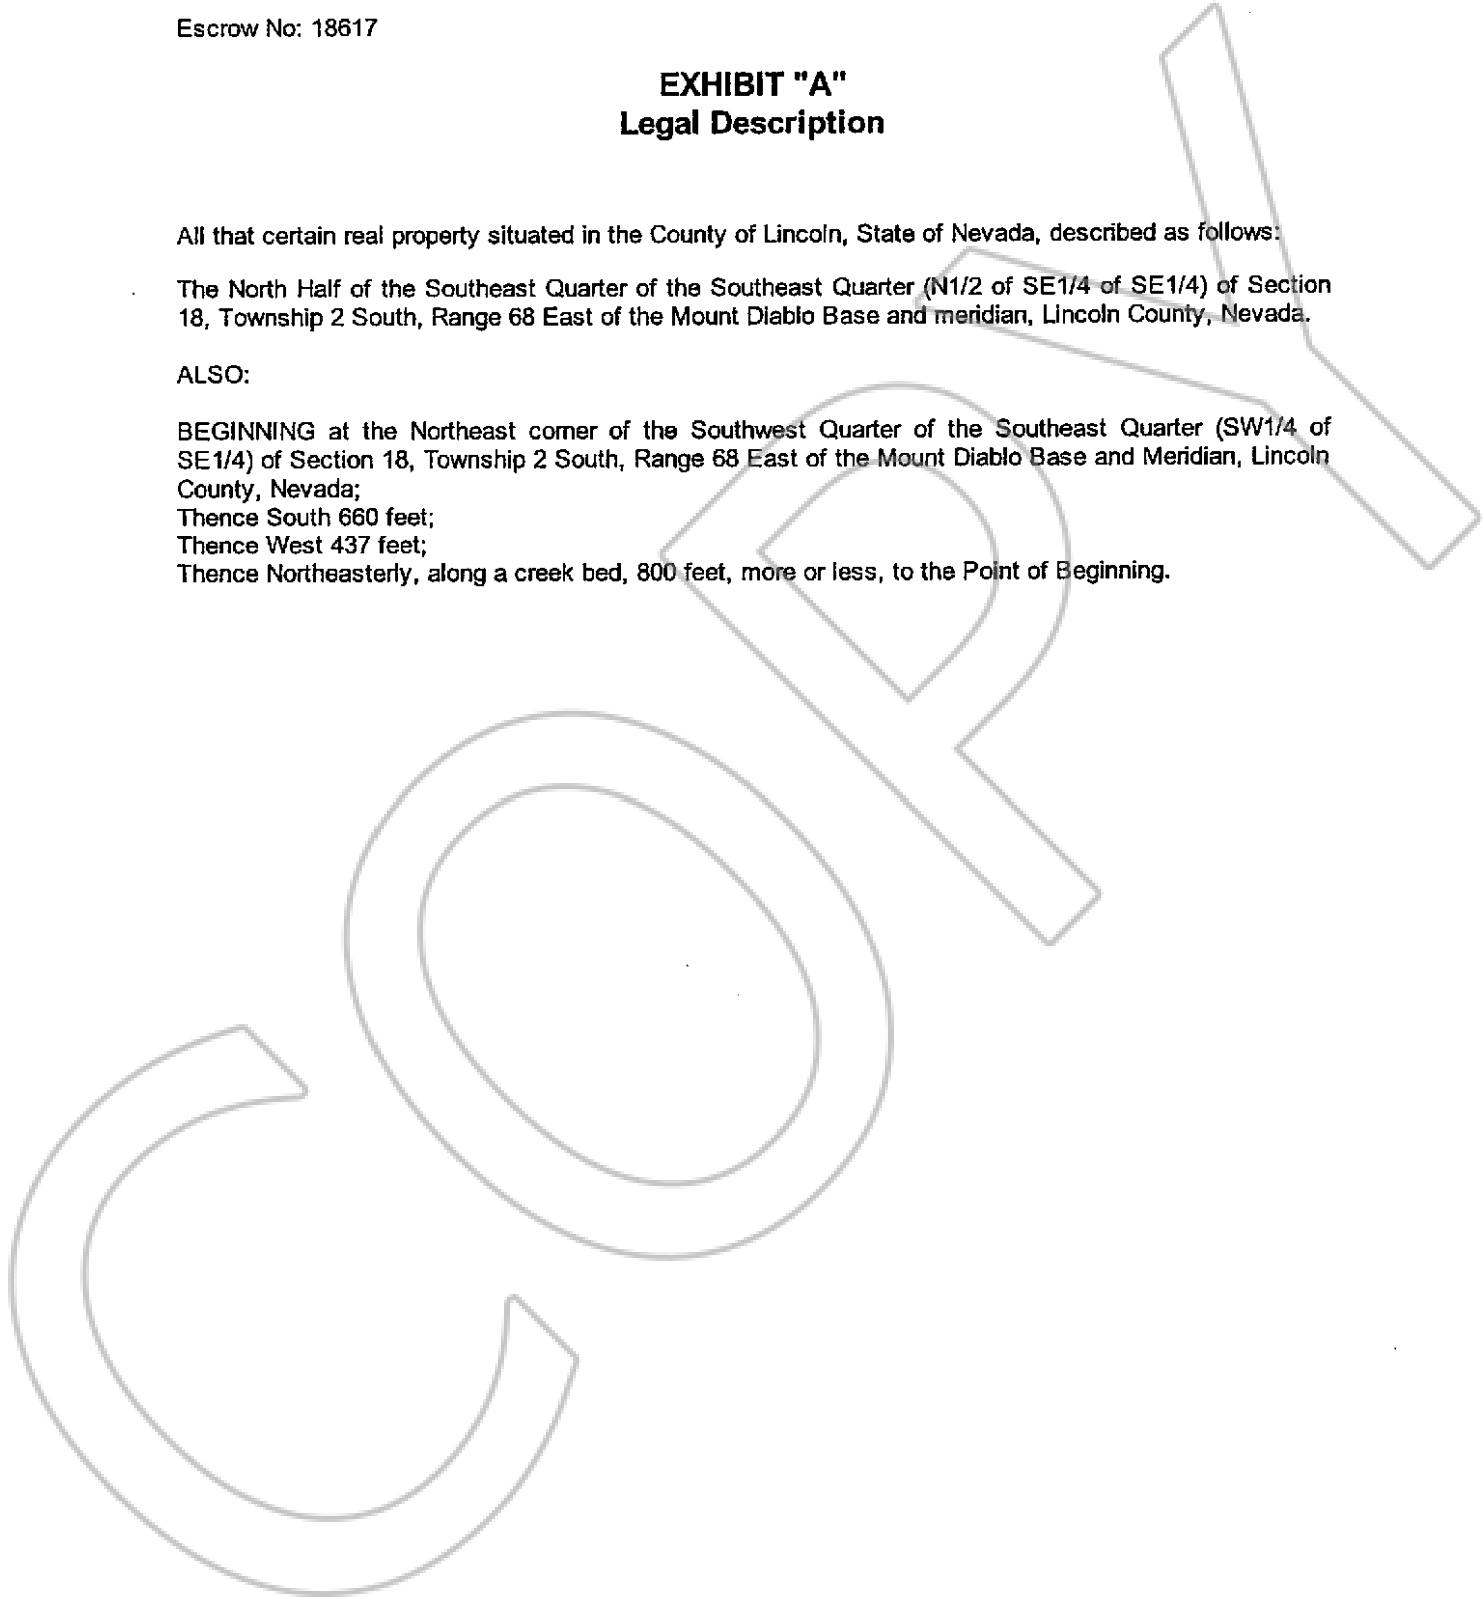 Escrow No: 18617
EXHIBIT "A"
Legal Description
All that certain real property situated in the County of Lincoln, State of Nevada, described as follows:
The North Half of the Southeast Quarter of the Southeast Quarter (N1/2 of SE1/4 of SE1/4) of Section
18, Township 2 South, Range 68 East of the Mount Diablo Base and meridian, Lincoln County, Nevada.
ALSO:
BEGINNING at the Northeast corner of the Southwest Quarter of the Southeast Quarter (SW1/4 of
SE1/4) of Section 18, Township 2 South, Range 68 East of the Mount Diablo Base and Meridian, Lincoln
County, Nevada;
Thence South 660 feet;
Thence West 437 feet;
Thence Northeasterly, along a creek bed, 800 feet, more or less, to the Point of Beginning.
COPY